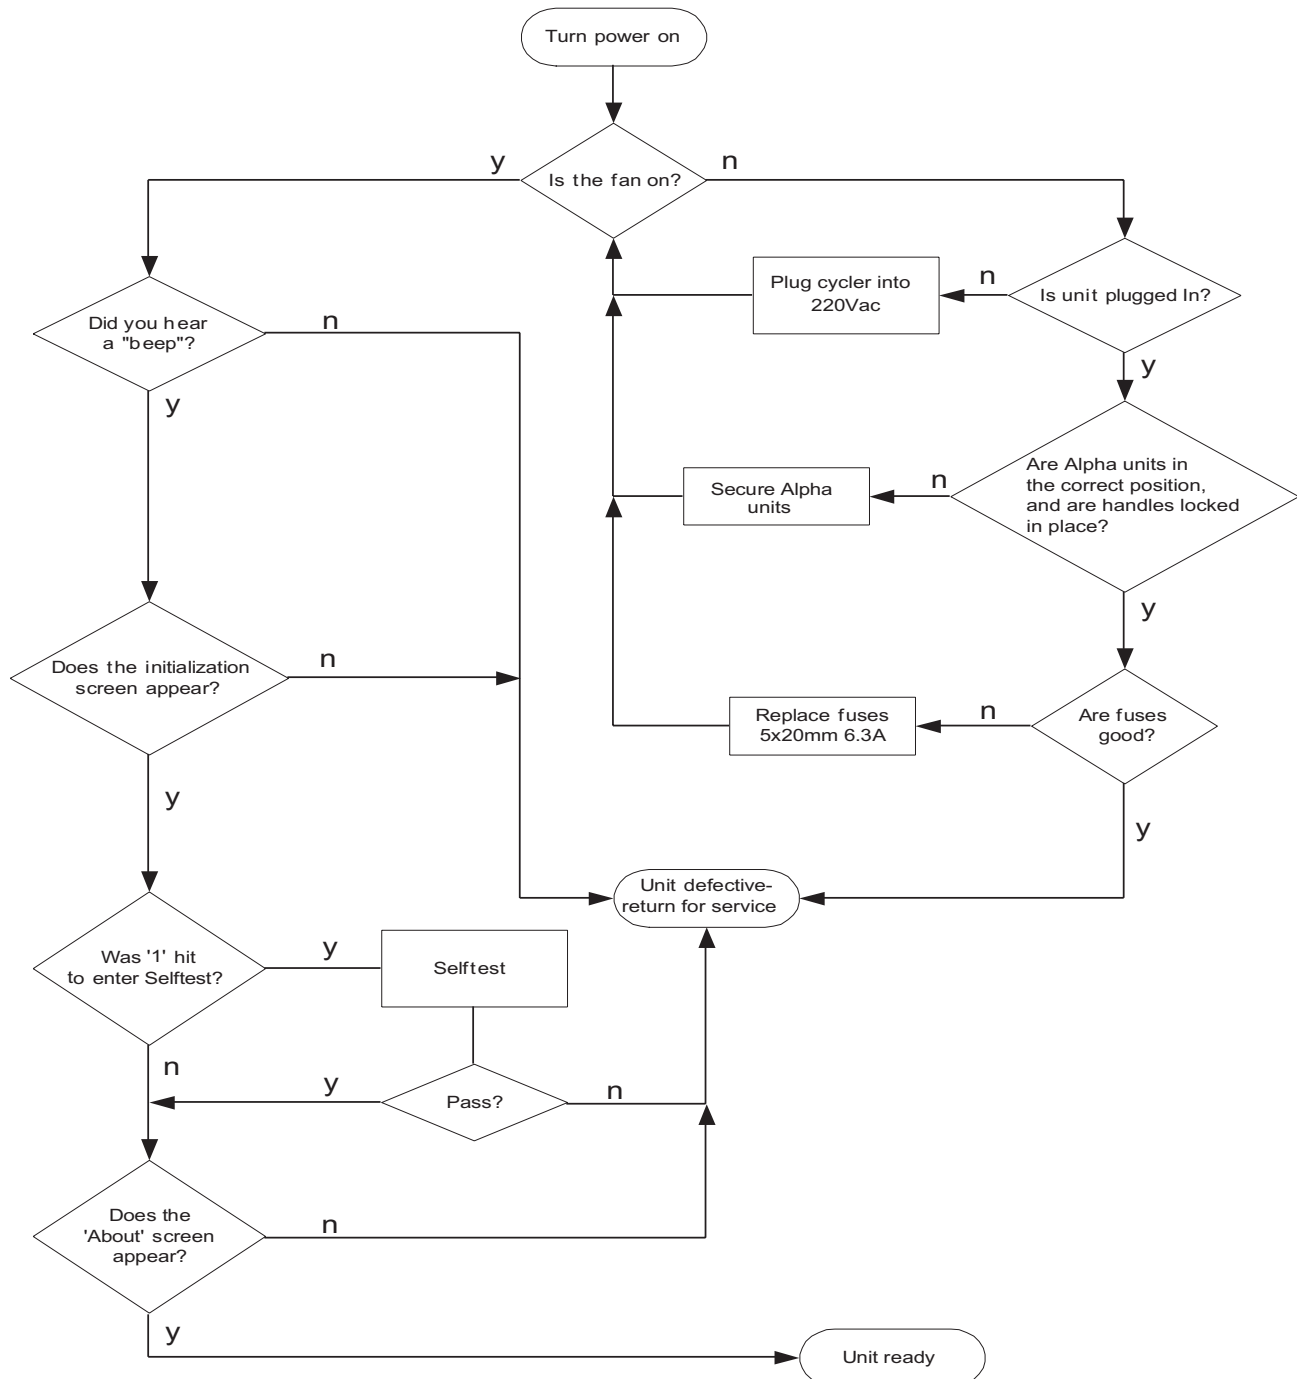 Turn power on
y
n
Is the fan on?
Plug cycler into
220Vac
n
Is unit plugged In?
Did you hear
a "beep"?
n
y
y
Are Alpha units in
the correct position,
and are handles locked
in place?
n
Secure Alpha
units
y
Does the initialization
screen appear?
n
Replace fuses
5x20mm 6.3A
n
Are fuses
good?
y
y
Unit defective-
return for service
Was '1' hit
to enter Selftest?
y
Selftest
n
y
Pass?
n
Does the
'About' screen
appear?
n
y
Unit ready